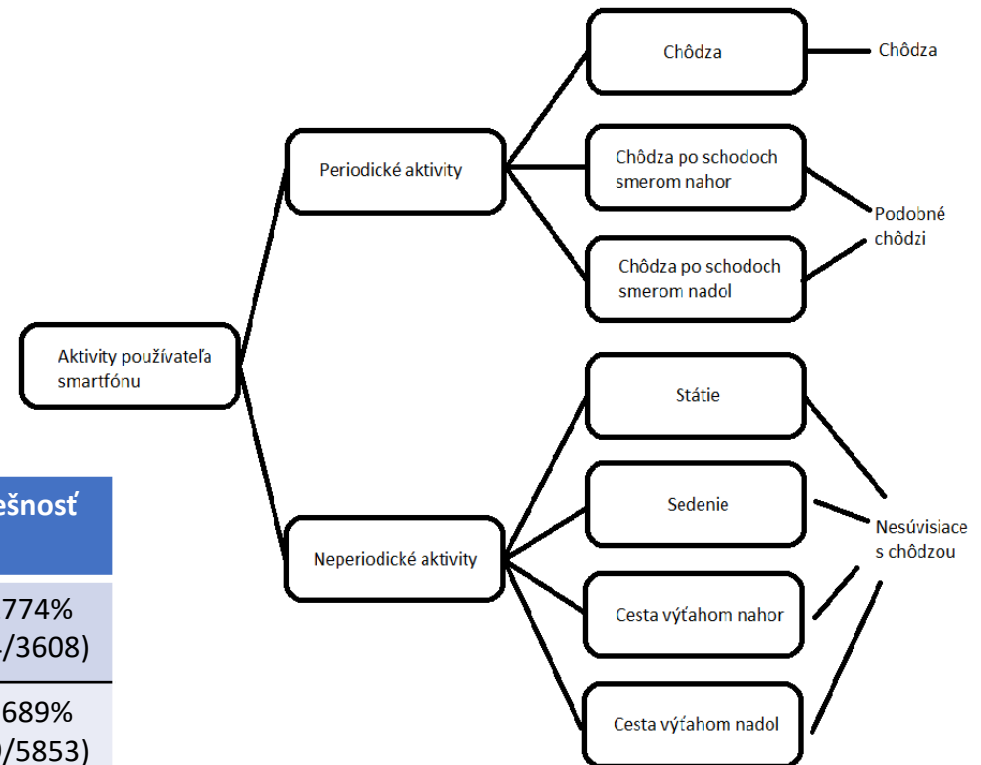 Chôdza
Chôdza
Periodické aktivity
Chôdza po schodoch
smerom nahor
Podobné
chôdzi
Chôdza po schodoch
smerom nadol
Aktivity používateľa
smartfónu
Státie
Sedenie
Nesúvisiace
s chôdzou
Neperiodické aktivity
Cesta výťahom nahor
Cesta výťahom nadol
ešnosť
774%
/3608)
689%
/5853)